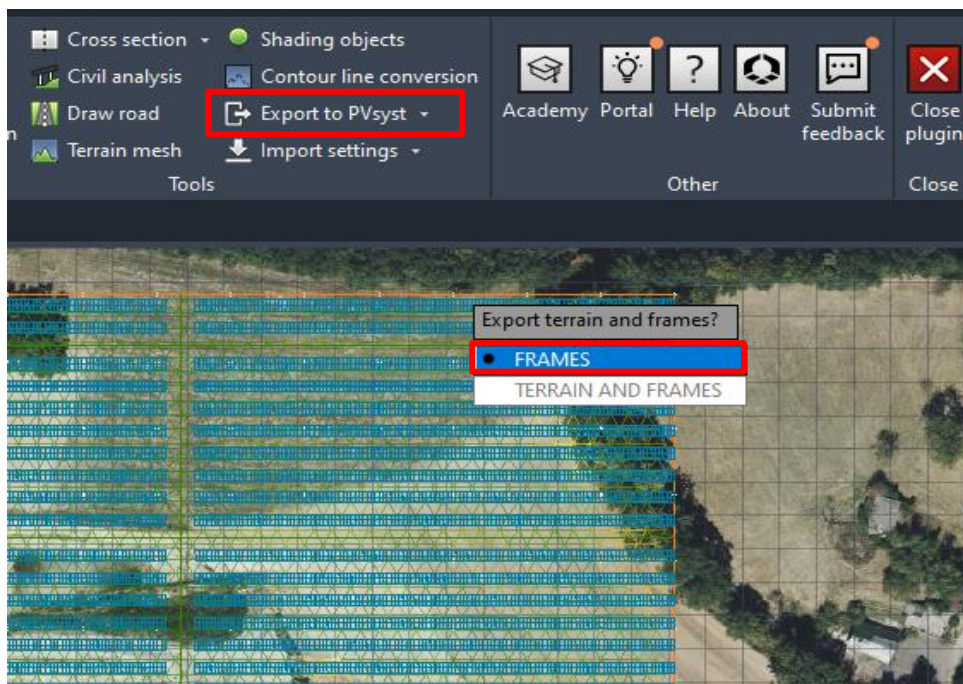 Cross section
Shading objects
Civil analysis
Contour line conversion
Draw road
Export to PVsyst
n
Terrain mesh
Import settings
Tools
Academy
Portal
Help
About
Submit
feedback
Close
plugin
Other
Close
Export terrain and frames?
FRAMES
TERRAIN AND FRAMES